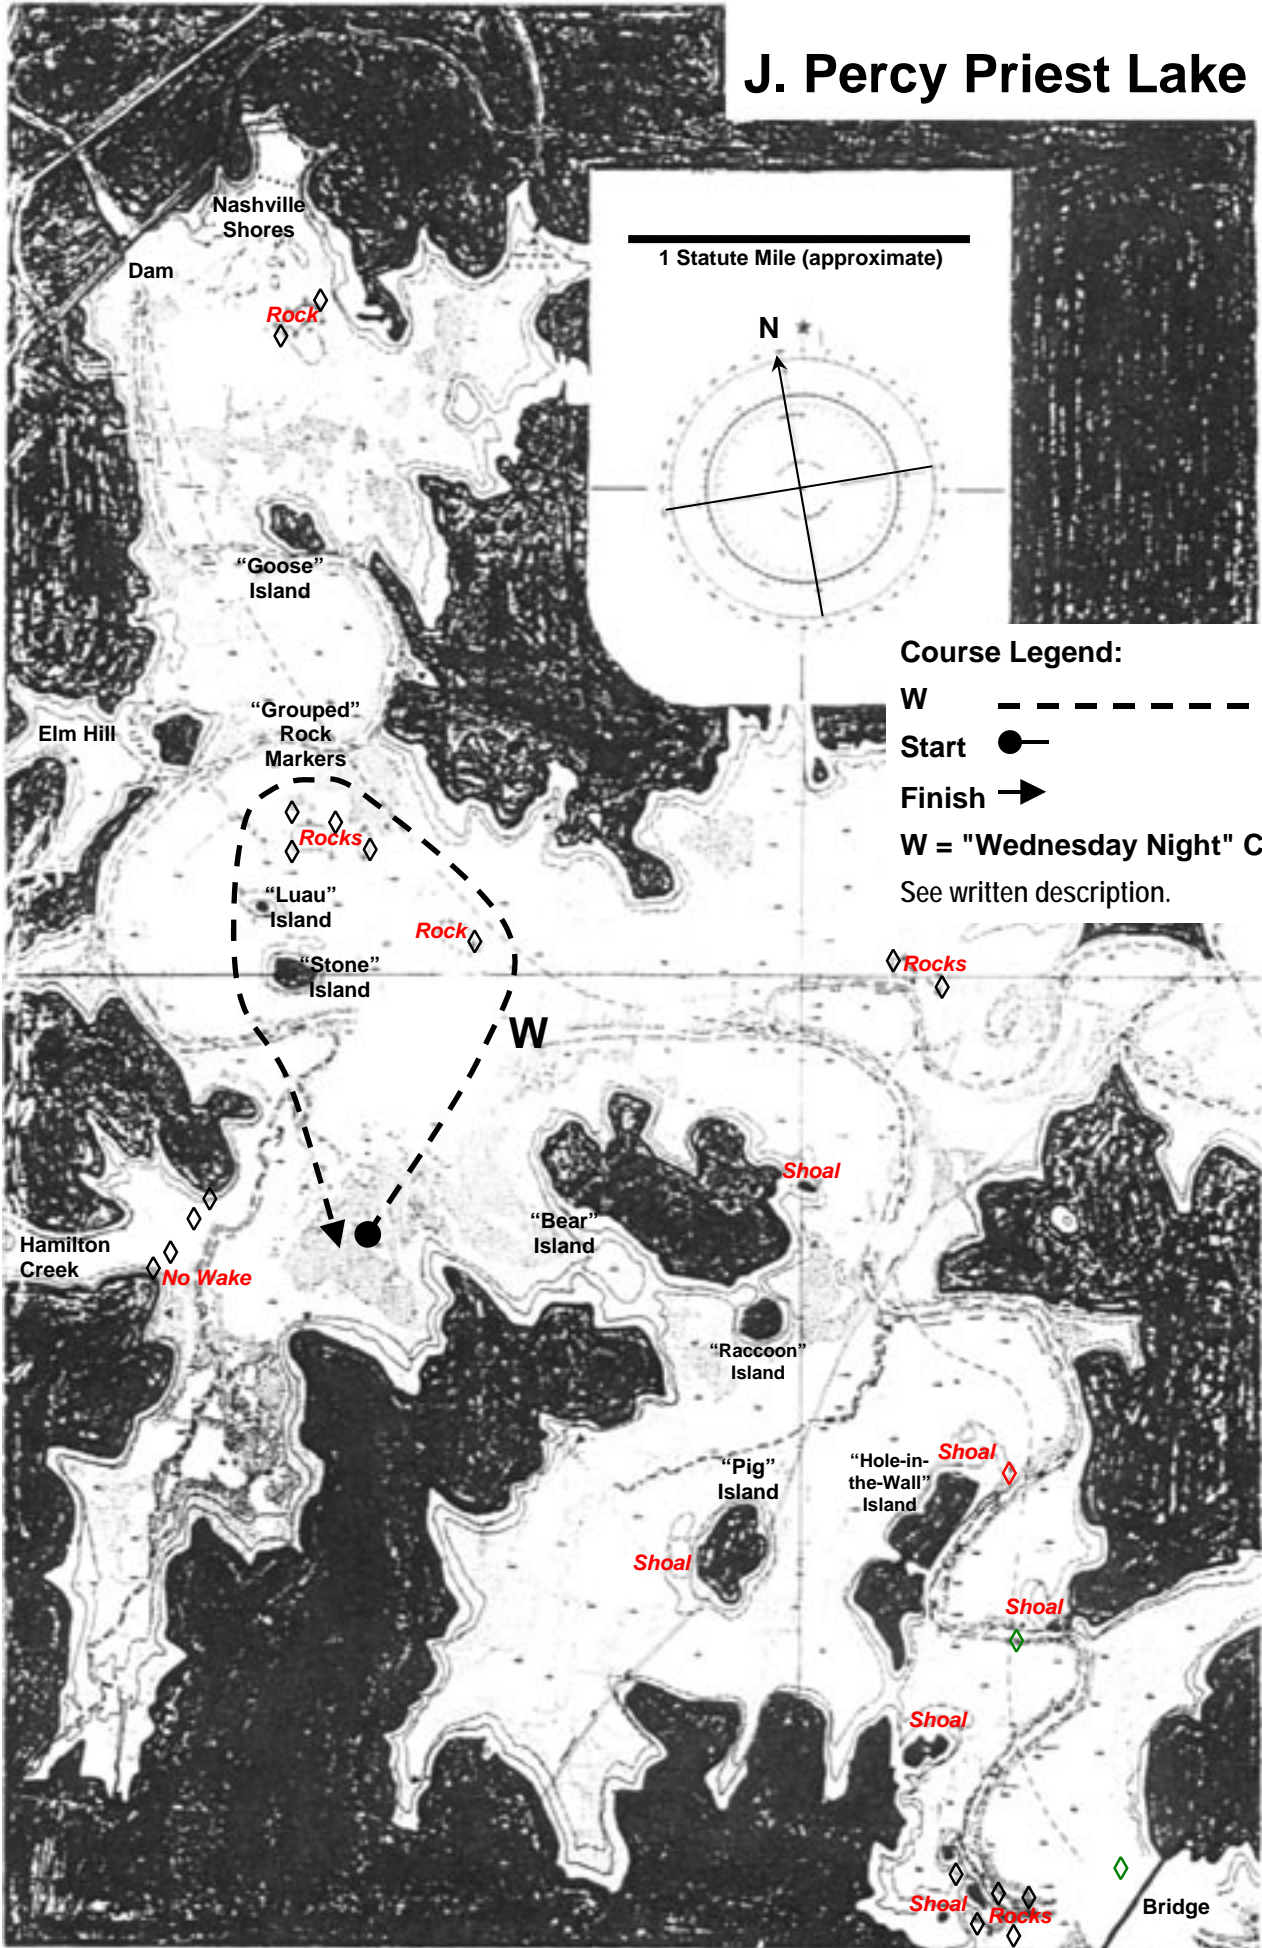 J. Percy Priest Lake
Nashville
Shores
Dam
1 Statute Mile (approximate)
Rock
N
“Goose”
Island
Course Legend:
W
Start
Finish
W = "Wednesday Night" C
See written description.
“Grouped”
Rock
Markers
Elm Hill
Rocks
“Luau”
Island
Rock
“Stone”
Island
Rocks
W
Shoal
“Bear”
Island
Hamilton
Creek
No Wake
“Raccoon”
Island
Shoal
“Hole-in-
the-Wall”
Island
“Pig”
Island
Shoal
Shoal
Shoal
Shoal
Rocks
Bridge